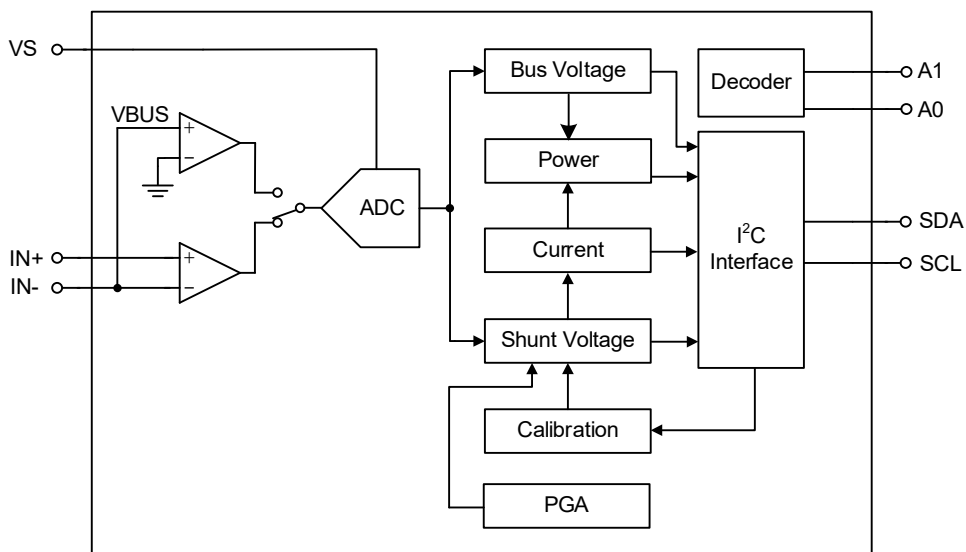 VS
Bus Voltage
Decoder
A1
A0
VBUS
+
−
Power
ADC
IN+
IN-
+
−
Current
I²C
Interface
SDA
SCL
Shunt Voltage
Calibration
PGA